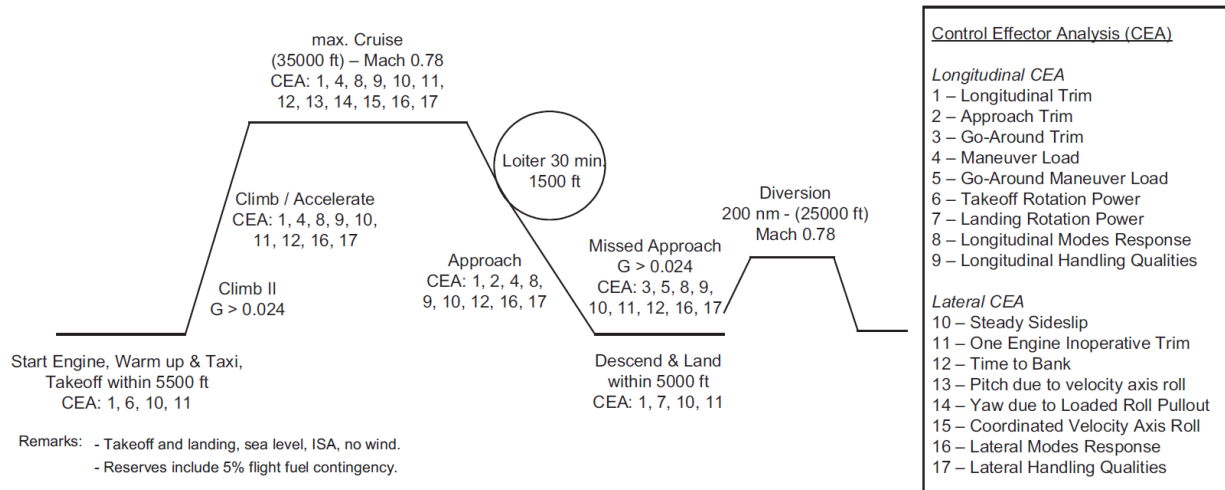 max. Cruise
(35000 ft) – Mach 0.78
CEA: 1, 4, 8, 9, 10, 11,
12, 13, 14, 15, 16, 17
Loiter 30 min.
1500 ft
Climb / Accelerate
CEA: 1, 4, 8, 9, 10,
11, 12, 16, 17
Diversion
200 nm - (25000 ft)
Mach 0.78
Climb II
G > 0.024
Approach
CEA: 1, 2, 4, 8,
9, 10, 12, 16, 17
Missed Approach
G > 0.024
CEA: 3, 5, 8, 9,
10, 11, 12, 16, 17
Start Engine, Warm up & Taxi,
Takeoff within 5500 ft
CEA: 1, 6, 10, 11
Descend & Land
within 5000 ft
CEA: 1, 7, 10, 11
Remarks: - Takeoff and landing, sea level, ISA, no wind.
- Reserves include 5% flight fuel contingency.
Control Effector Analysis (CEA)
Longitudinal CEA
1 – Longitudinal Trim
2 – Approach Trim
3 – Go-Around Trim
4 – Maneuver Load
5 – Go-Around Maneuver Load
6 – Takeoff Rotation Power
7 – Landing Rotation Power
8 – Longitudinal Modes Response
9 – Longitudinal Handling Qualities
Lateral CEA
10 – Steady Sideslip
11 – One Engine Inoperative Trim
12 – Time to Bank
13 – Pitch due to velocity axis roll
14 – Yaw due to Loaded Roll Pullout
15 – Coordinated Velocity Axis Roll
16 – Lateral Modes Response
17 – Lateral Handling Qualities